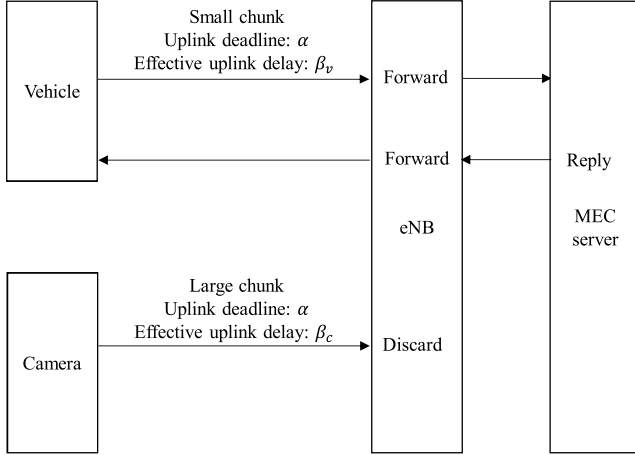 Small chunk
Uplink deadline: α
Effective uplink delay: βᵥ
Vehicle
Forward
Forward
Reply
MEC
server
eNB
Large chunk
Uplink deadline: α
Effective uplink delay: β_c
Camera
Discard